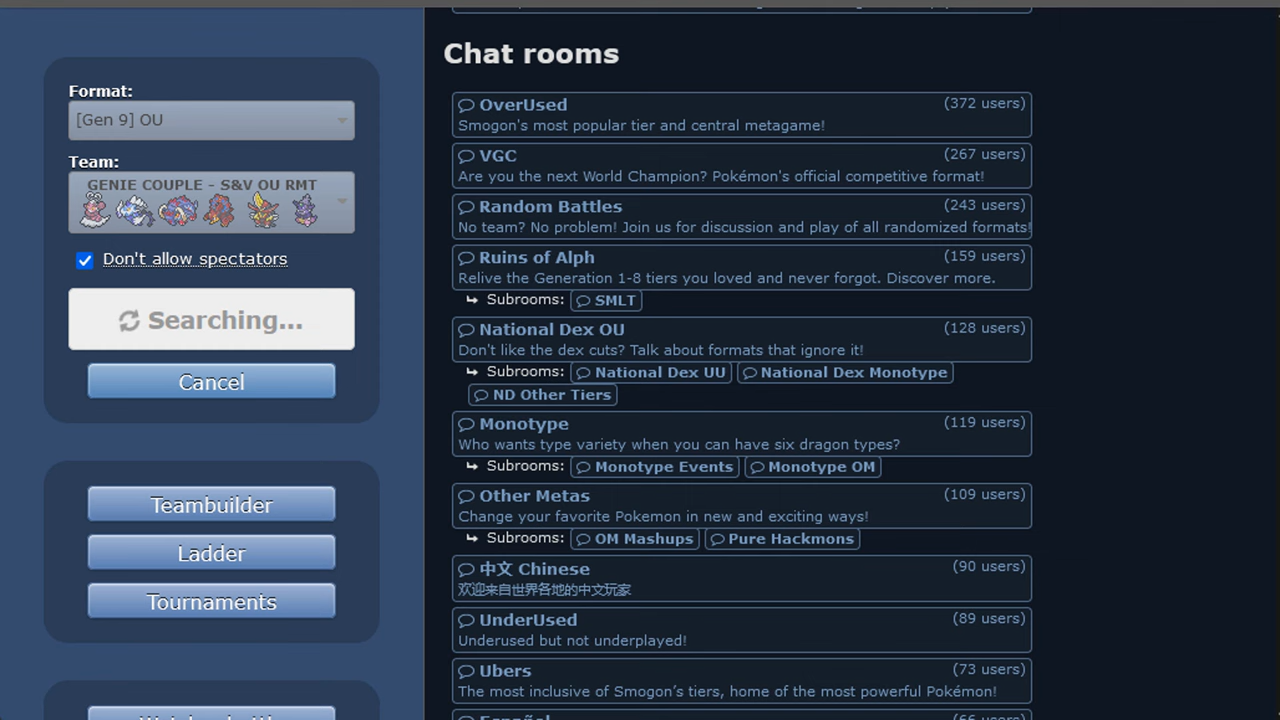 Format:
[Gen 9] OU
Team:
GENIE COUPLE - S&V OU RMT
Don't allow spectators
Searching...
Cancel
Teambuilder
Ladder
Tournaments
Chat rooms
OverUsed (372 users)
Smogon's most popular tier and central metagame!
VGC (267 users)
Are you the next World Champion? Pokémon's official competitive format!
Random Battles (243 users)
No team? No problem! Join us for discussion and play of all randomized formats!
Ruins of Alph (159 users)
Relive the Generation 1-8 tiers you loved and never forgot. Discover more.
Subrooms: SMLT
National Dex OU (128 users)
Don't like the dex cuts? Talk about formats that ignore it!
Subrooms: National Dex UU National Dex Monotype
ND Other Tiers
Monotype (119 users)
Who wants type variety when you can have six dragon types?
Subrooms: Monotype Events Monotype OM
Other Metas (109 users)
Change your favorite Pokemon in new and exciting ways!
Subrooms: OM Mashups Pure Hackmons
中文 Chinese (90 users)
欢迎来自世界各地的中文玩家
UnderUsed (89 users)
Underused but not underplayed!
Ubers (73 users)
The most inclusive of Smogon’s tiers, home of the most powerful Pokémon!